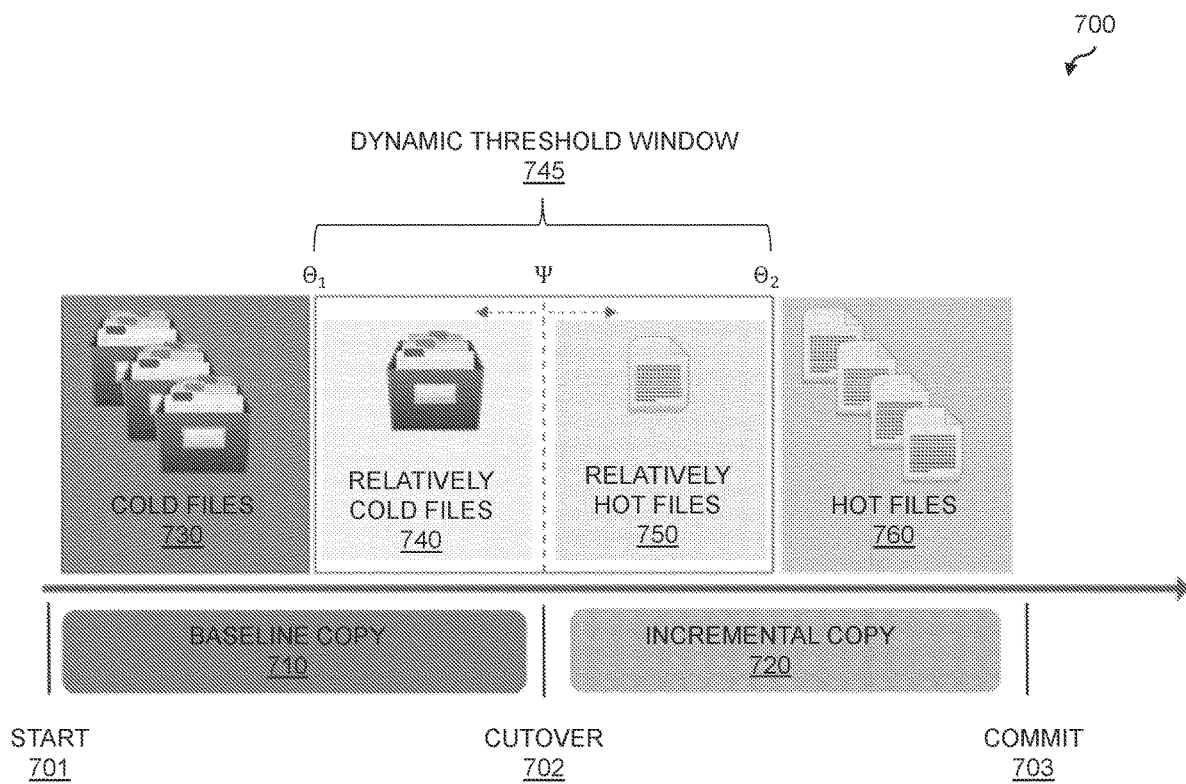 700
DYNAMIC THRESHOLD WINDOW
745
Θ₁ Ψ Θ₂
COLD FILES
730
RELATIVELY
COLD FILES
740
RELATIVELY
HOT FILES
750
HOT FILES
760
BASELINE COPY
710
INCREMENTAL COPY
720
START
701
CUTOVER
702
COMMIT
703